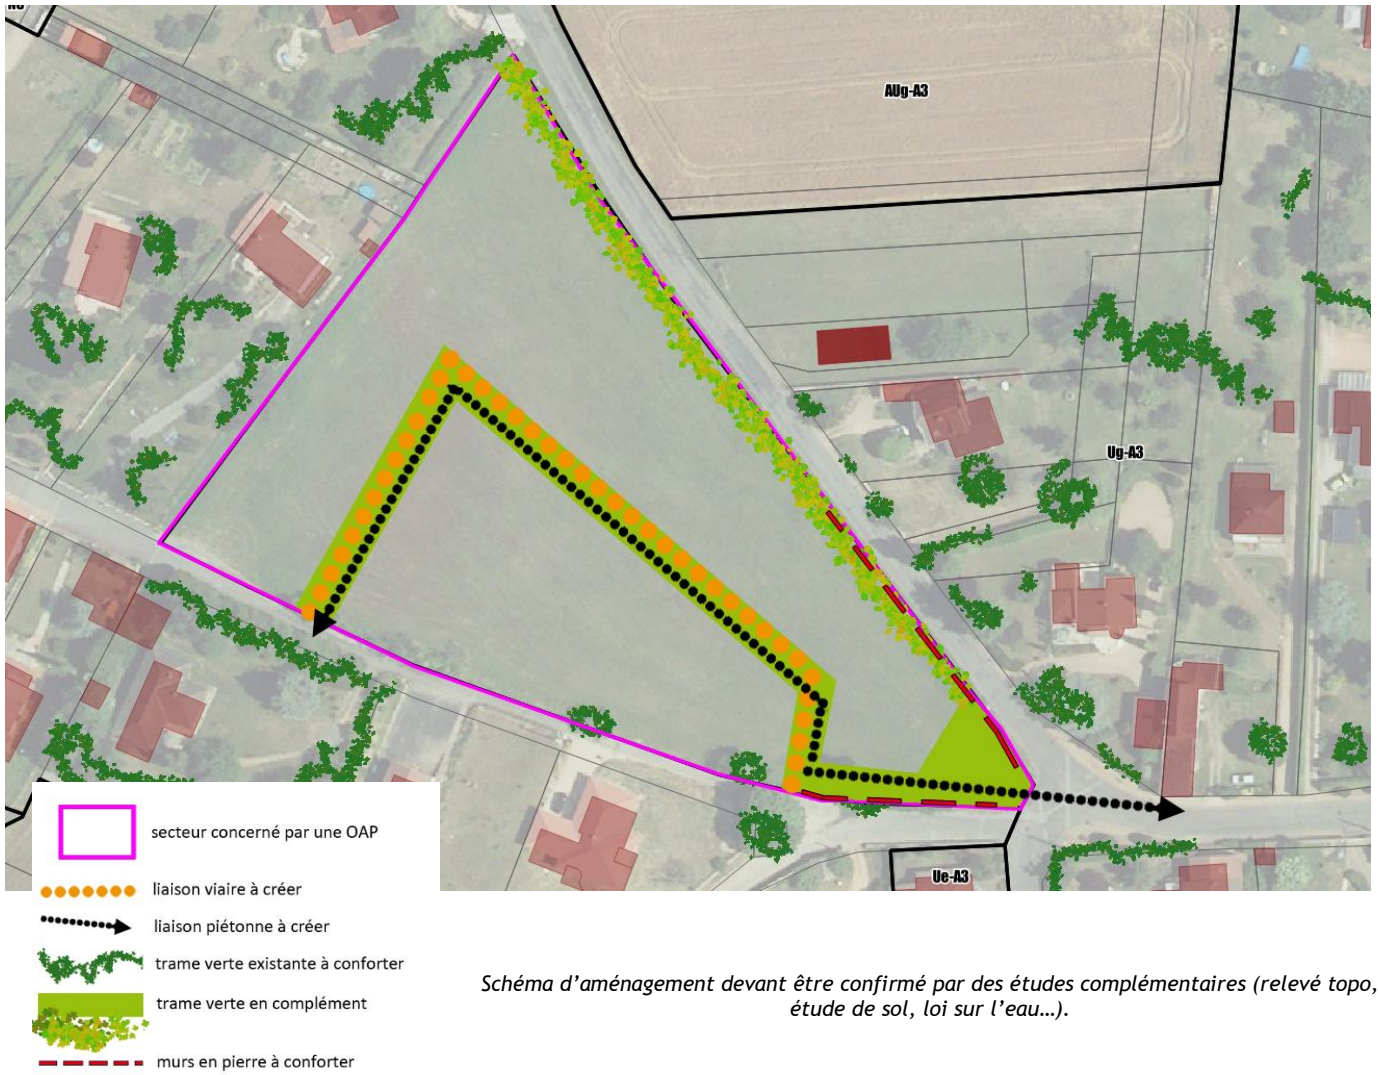 AUg-A3
Ug-A3
Ue-A3
secteur concerné par une OAP
liaison viaire à créer
liaison piétonne à créer
trame verte existante à conforter
trame verte en complément
murs en pierre à conforter
Schéma d'aménagement devant être confirmé par des études complémentaires (relevé topo,
étude de sol, loi sur l'eau…).